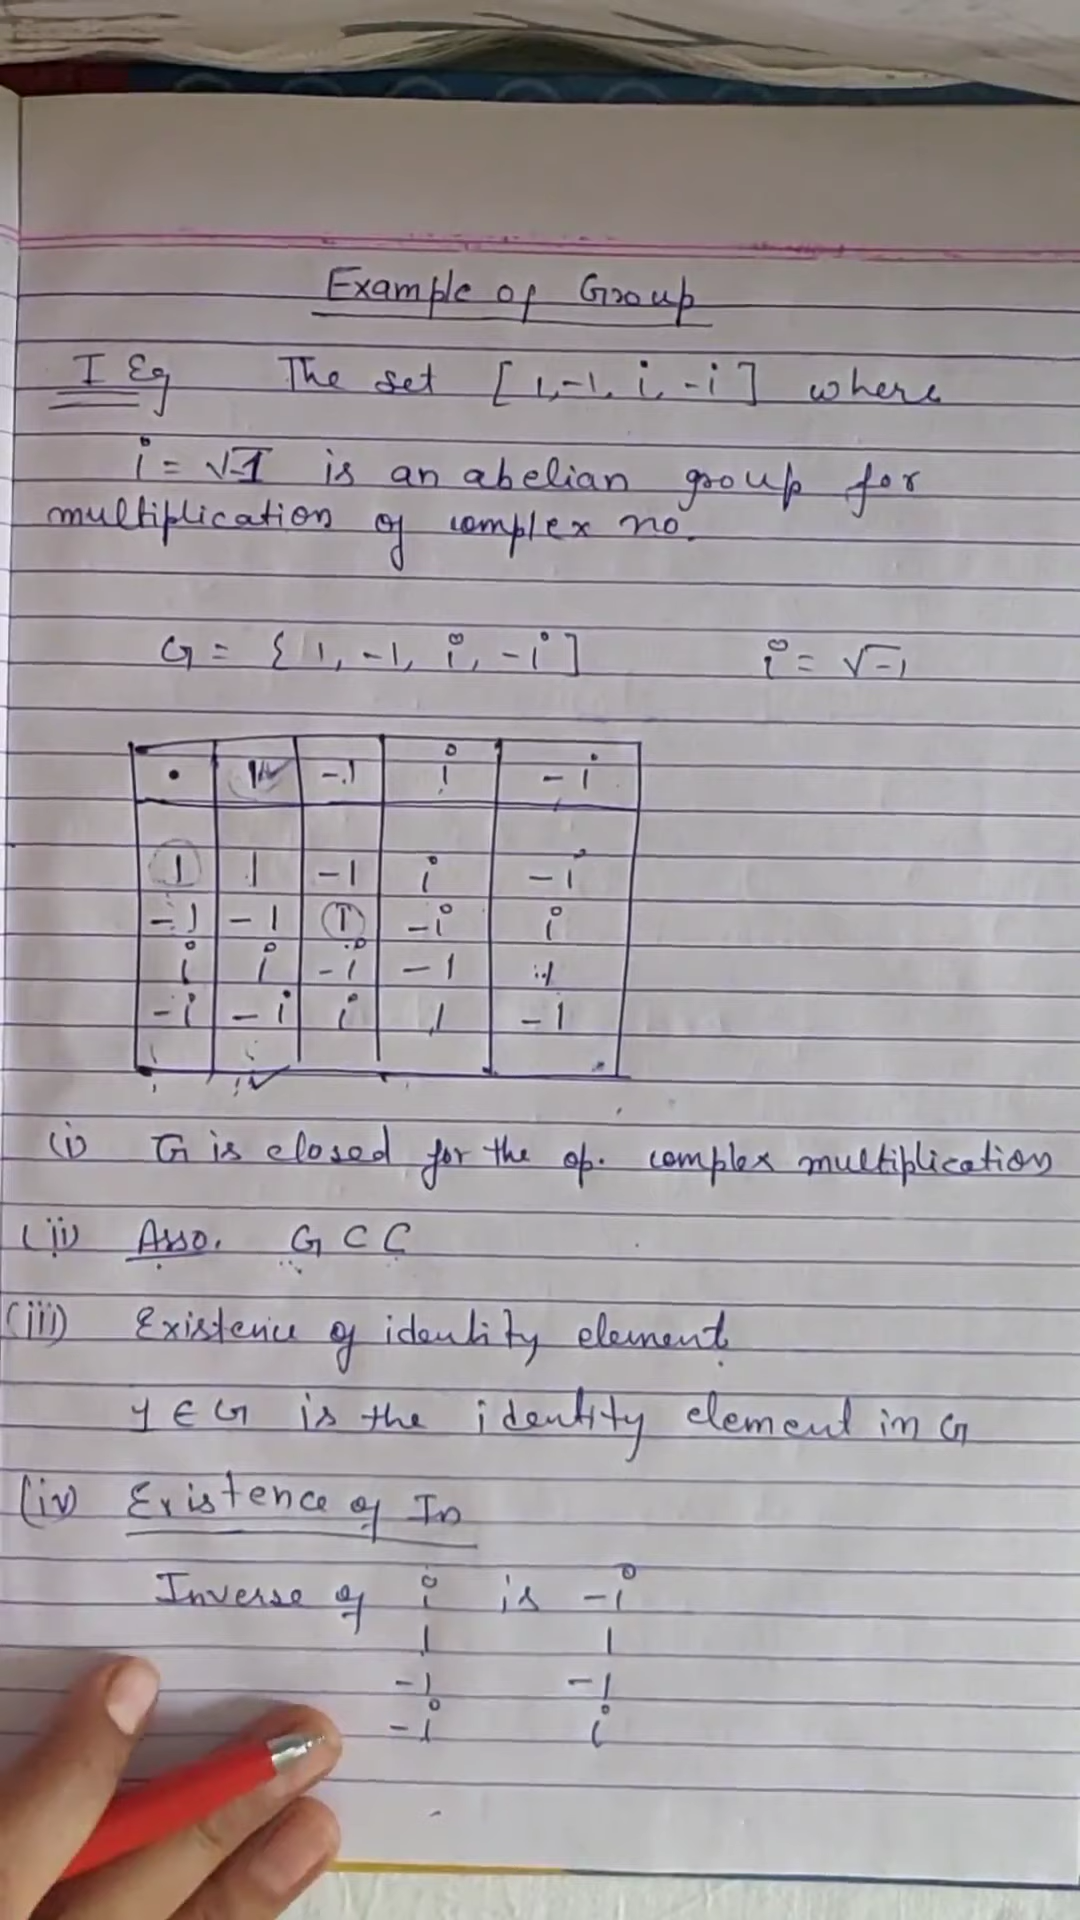 Example of Group
I Eg The set [1, -1, i, -i] where
i = √-1 is an abelian group for
multiplication of complex no.
G = {1, -1, i, -i] i = √-1
• 1 -1 i -i
1 1 -1 i -i
-1 -1 1 -i i
i i -i -1 1
-i -i i 1 -1
(i) G is closed for the op. complex multiplication
(ii) Asso. G ⊂ C
(iii) Existence of identity element
1 ∈ G is the identity element in G
(iv) Existence of In
Inverse of i is -i
1 1
-1 -1
-i i